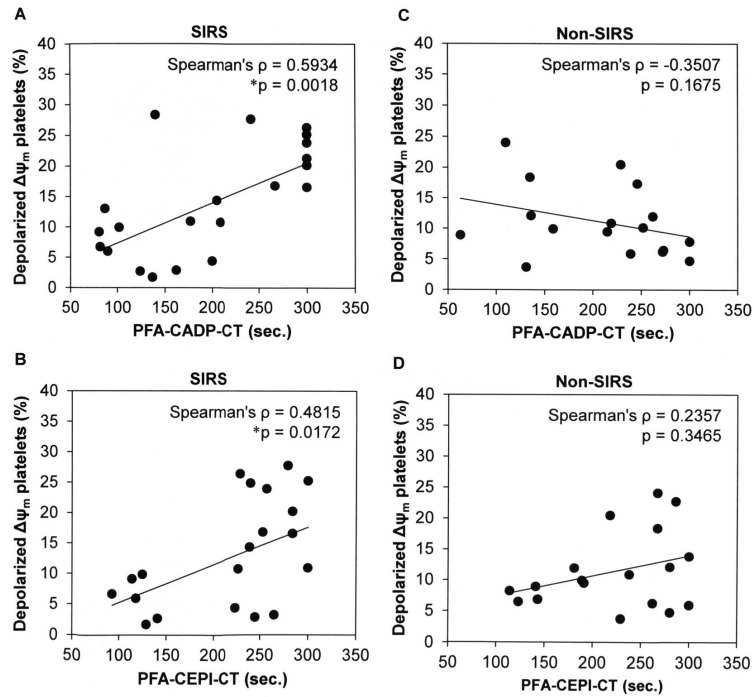 A
SIRS
Spearman's ρ = 0.5934
*p = 0.0018
Depolarized Δψm platelets (%)
40
35
30
25
20
15
10
5
0
50 100 150 200 250 300 350
PFA-CADP-CT (sec.)
C
Non-SIRS
Spearman's ρ = -0.3507
p = 0.1675
Depolarized Δψm platelets (%)
40
35
30
25
20
15
10
5
0
50 100 150 200 250 300 350
PFA-CADP-CT (sec.)
B
SIRS
Spearman's ρ = 0.4815
*p = 0.0172
Depolarized Δψm platelets (%)
40
35
30
25
20
15
10
5
0
50 100 150 200 250 300 350
PFA-CEPI-CT (sec.)
D
Non-SIRS
Spearman's ρ = 0.2357
p = 0.3465
Depolarized Δψm platelets (%)
40
35
30
25
20
15
10
5
0
50 100 150 200 250 300 350
PFA-CEPI-CT (sec.)